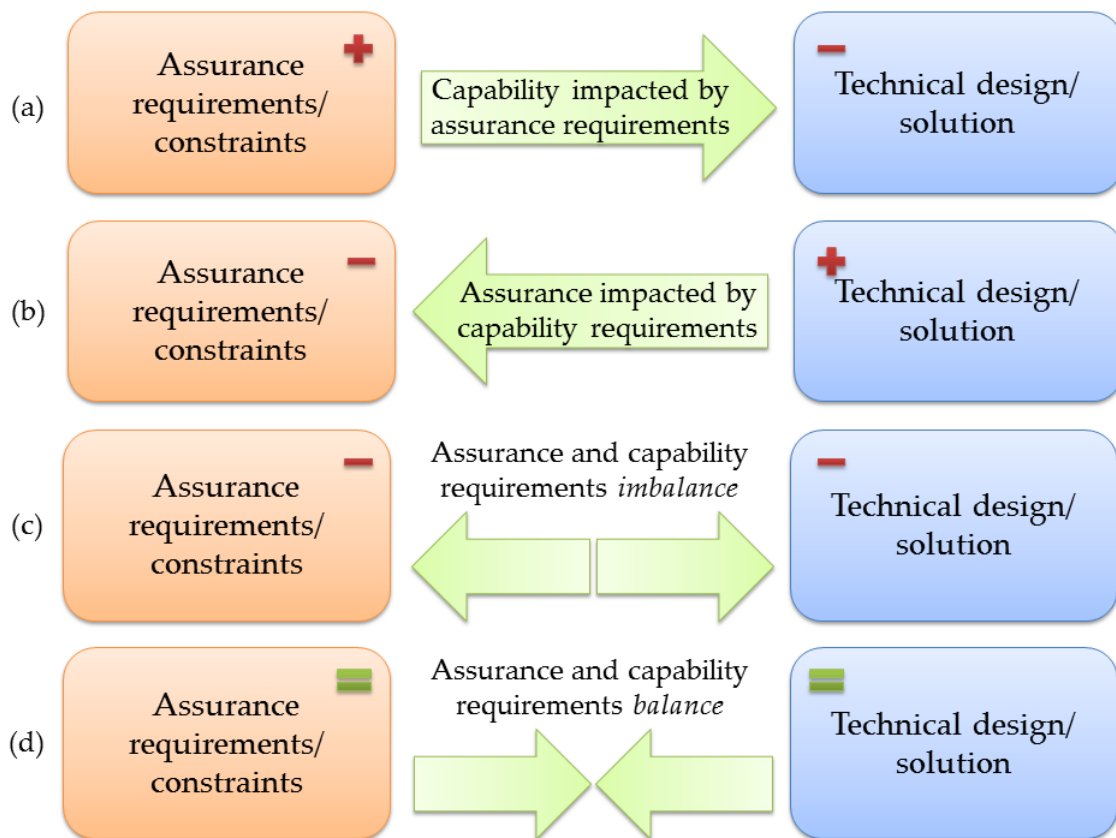 (a)
Assurance
requirements/
constraints
Capability impacted by
assurance requirements
Technical design/
solution
(b)
Assurance
requirements/
constraints
Assurance impacted by
capability requirements
Technical design/
solution
(c)
Assurance
requirements/
constraints
Assurance and capability
requirements imbalance
Technical design/
solution
(d)
Assurance
requirements/
constraints
Assurance and capability
requirements balance
Technical design/
solution